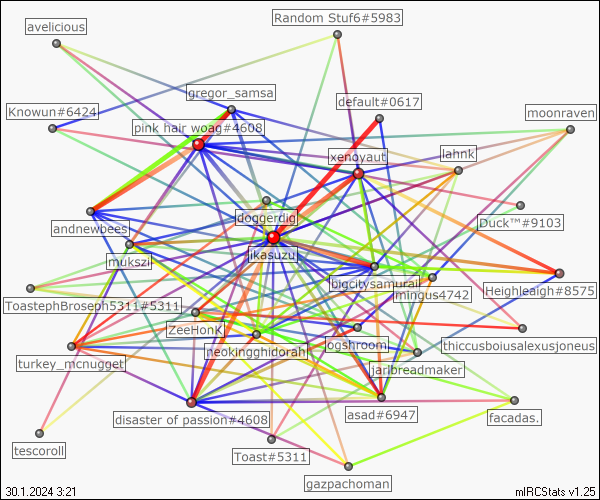 Random Stuf6#5983
avelicious
gregor_samsa
default#0617
Knowun#6424
pink hair woag#4608
moonraven
xenoyaut
lahnk
doggerdig
andnewbees
Duck™#9103
jkasuzu
mukszi
bigcitysamurai
mingus4742
Heighleaigh#8575
ToastephBroseph5311#5311
ZeeHonK
neokingghidorah
logshroom
thiccusboiusalexusjoneus
turkey_mcnugget
jarlbreadmaker
disaster of passion#4608
asad#6947
facadas.
tescoroll
Toast#5311
gazpachoman
30.1.2024 3:21
mIRCStats v1.25